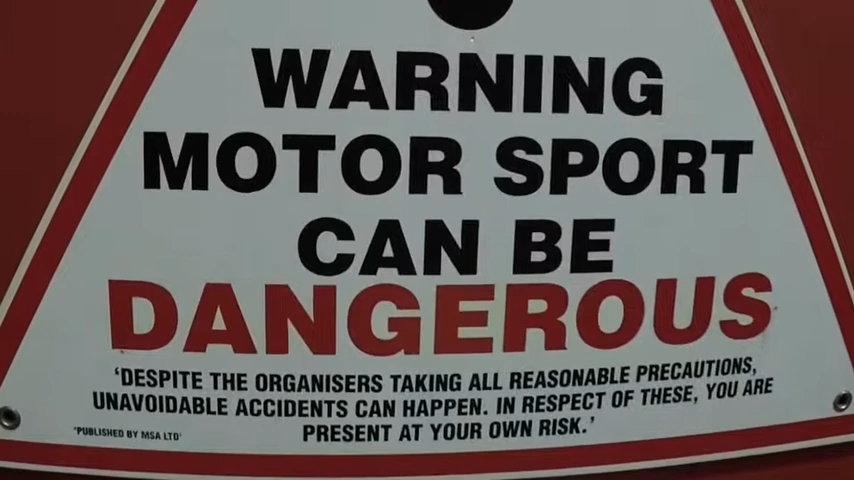 WARNING
MOTOR SPORT
CAN BE
DANGEROUS
‘DESPITE THE ORGANISERS TAKING ALL REASONABLE PRECAUTIONS,
UNAVOIDABLE ACCIDENTS CAN HAPPEN. IN RESPECT OF THESE, YOU ARE
PRESENT AT YOUR OWN RISK.’
‘PUBLISHED BY MSA LTD’